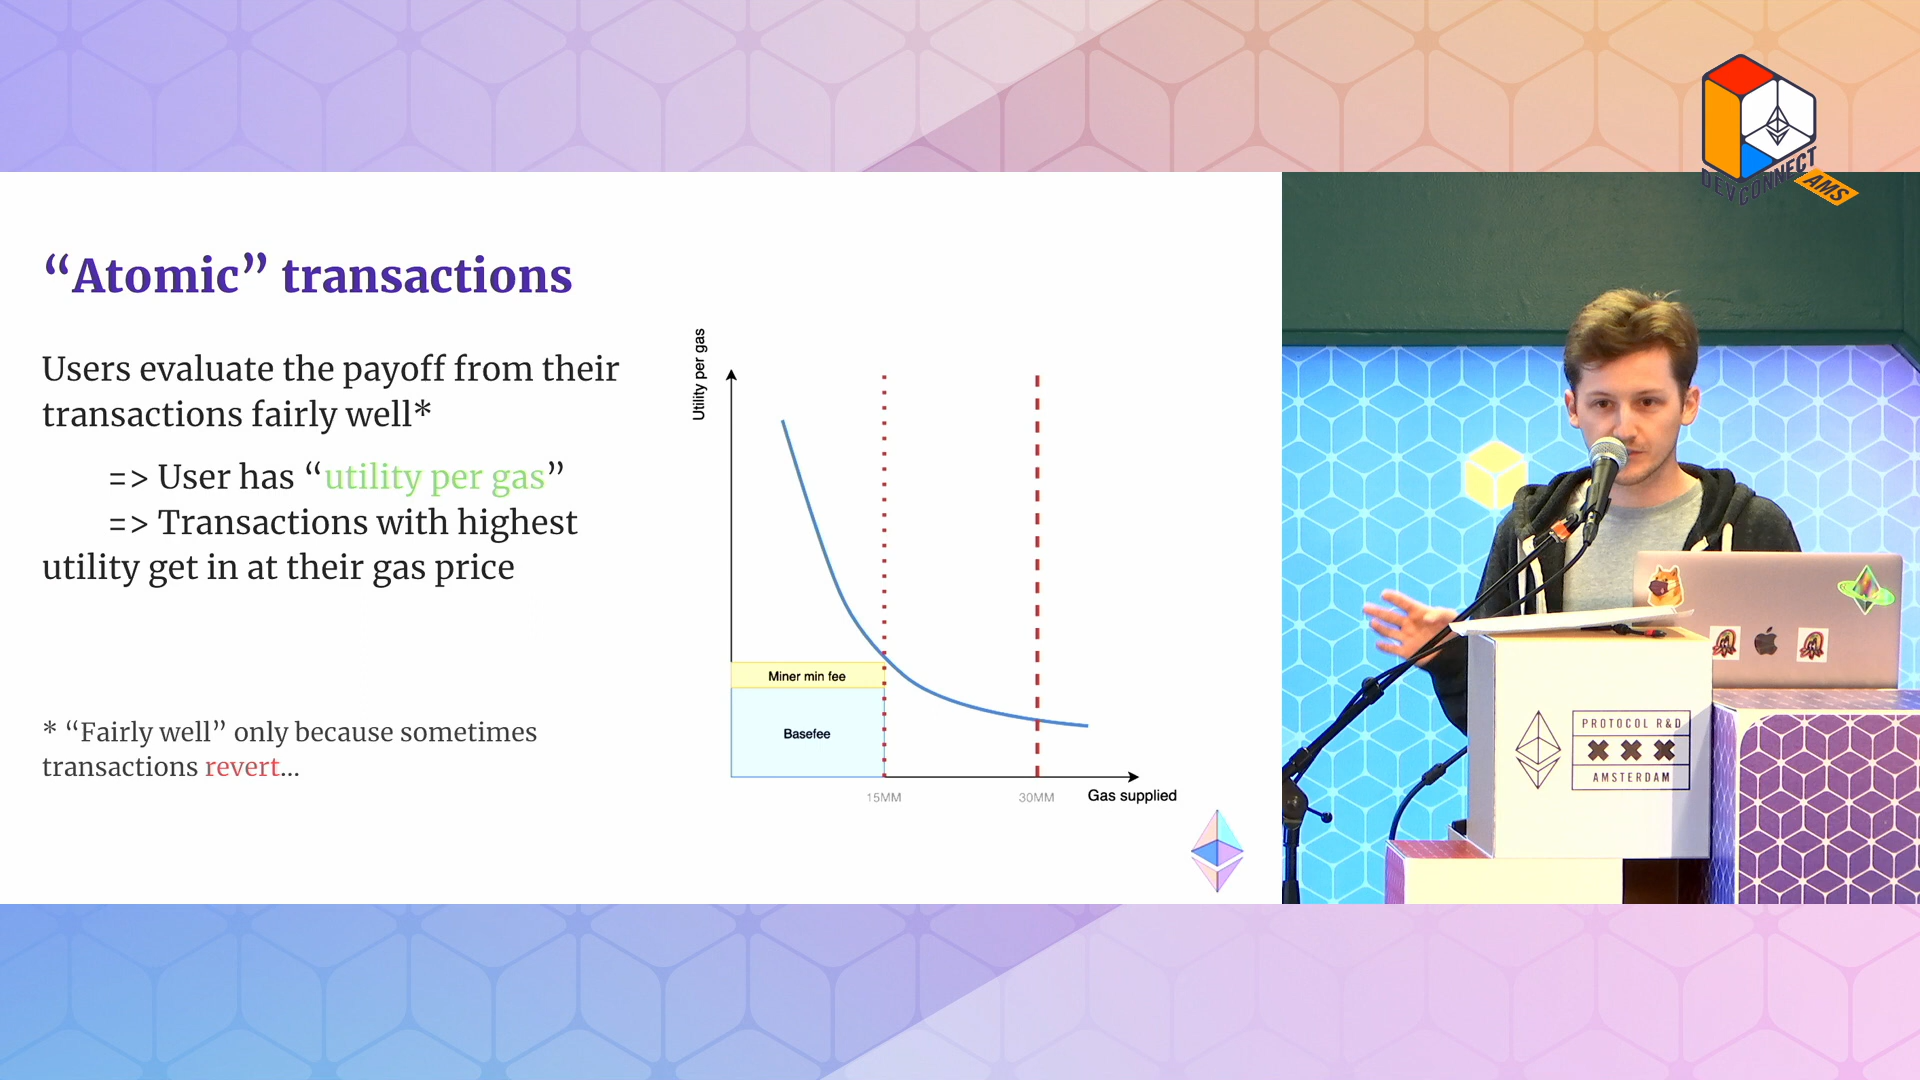 DEVCONNECT
AMS
“Atomic” transactions
Users evaluate the payoff from their
transactions fairly well*
=> User has “utility per gas”
=> Transactions with highest
utility get in at their gas price
* “Fairly well” only because sometimes
transactions revert...
Utility per gas
Miner min fee
Basefee
15MM
30MM
Gas supplied
PROTOCOL R&D
AMSTERDAM